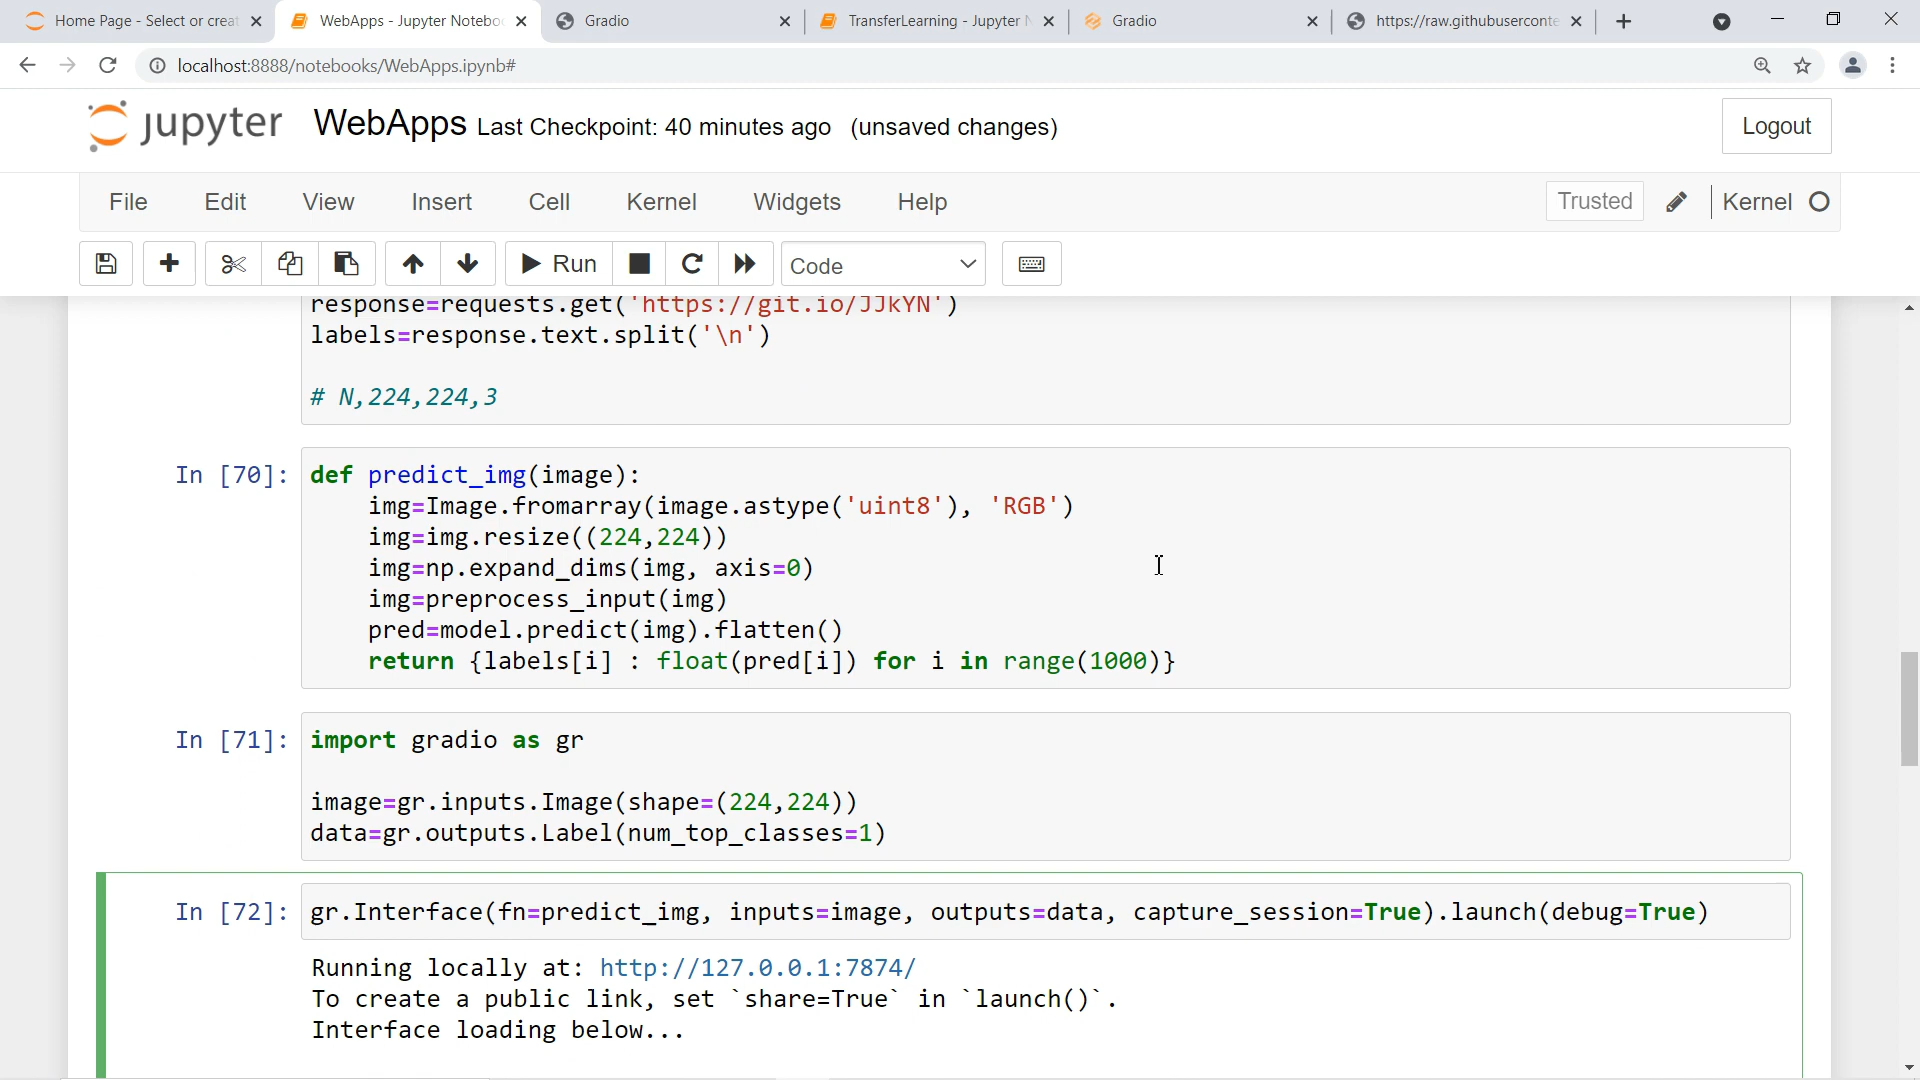 Home Page - Select or creat
WebApps - Jupyter Notebo
Gradio
TransferLearning - Jupyter N
Gradio
https://raw.githubuserconte
localhost:8888/notebooks/WebApps.ipynb#
jupyter WebApps Last Checkpoint: 40 minutes ago (unsaved changes)
Logout
File Edit View Insert Cell Kernel Widgets Help
Trusted
Kernel
Run
Code
response=requests.get('https://git.io/JJkYN')
labels=response.text.split('\n')
# N,224,224,3
In [70]: def predict_img(image):
img=Image.fromarray(image.astype('uint8'), 'RGB')
img=img.resize((224,224))
img=np.expand_dims(img, axis=0)
img=preprocess_input(img)
pred=model.predict(img).flatten()
return {labels[i] : float(pred[i]) for i in range(1000)}
In [71]: import gradio as gr
image=gr.inputs.Image(shape=(224,224))
data=gr.outputs.Label(num_top_classes=1)
In [72]: gr.Interface(fn=predict_img, inputs=image, outputs=data, capture_session=True).launch(debug=True)
Running locally at: http://127.0.0.1:7874/
To create a public link, set `share=True` in `launch()`.
Interface loading below...